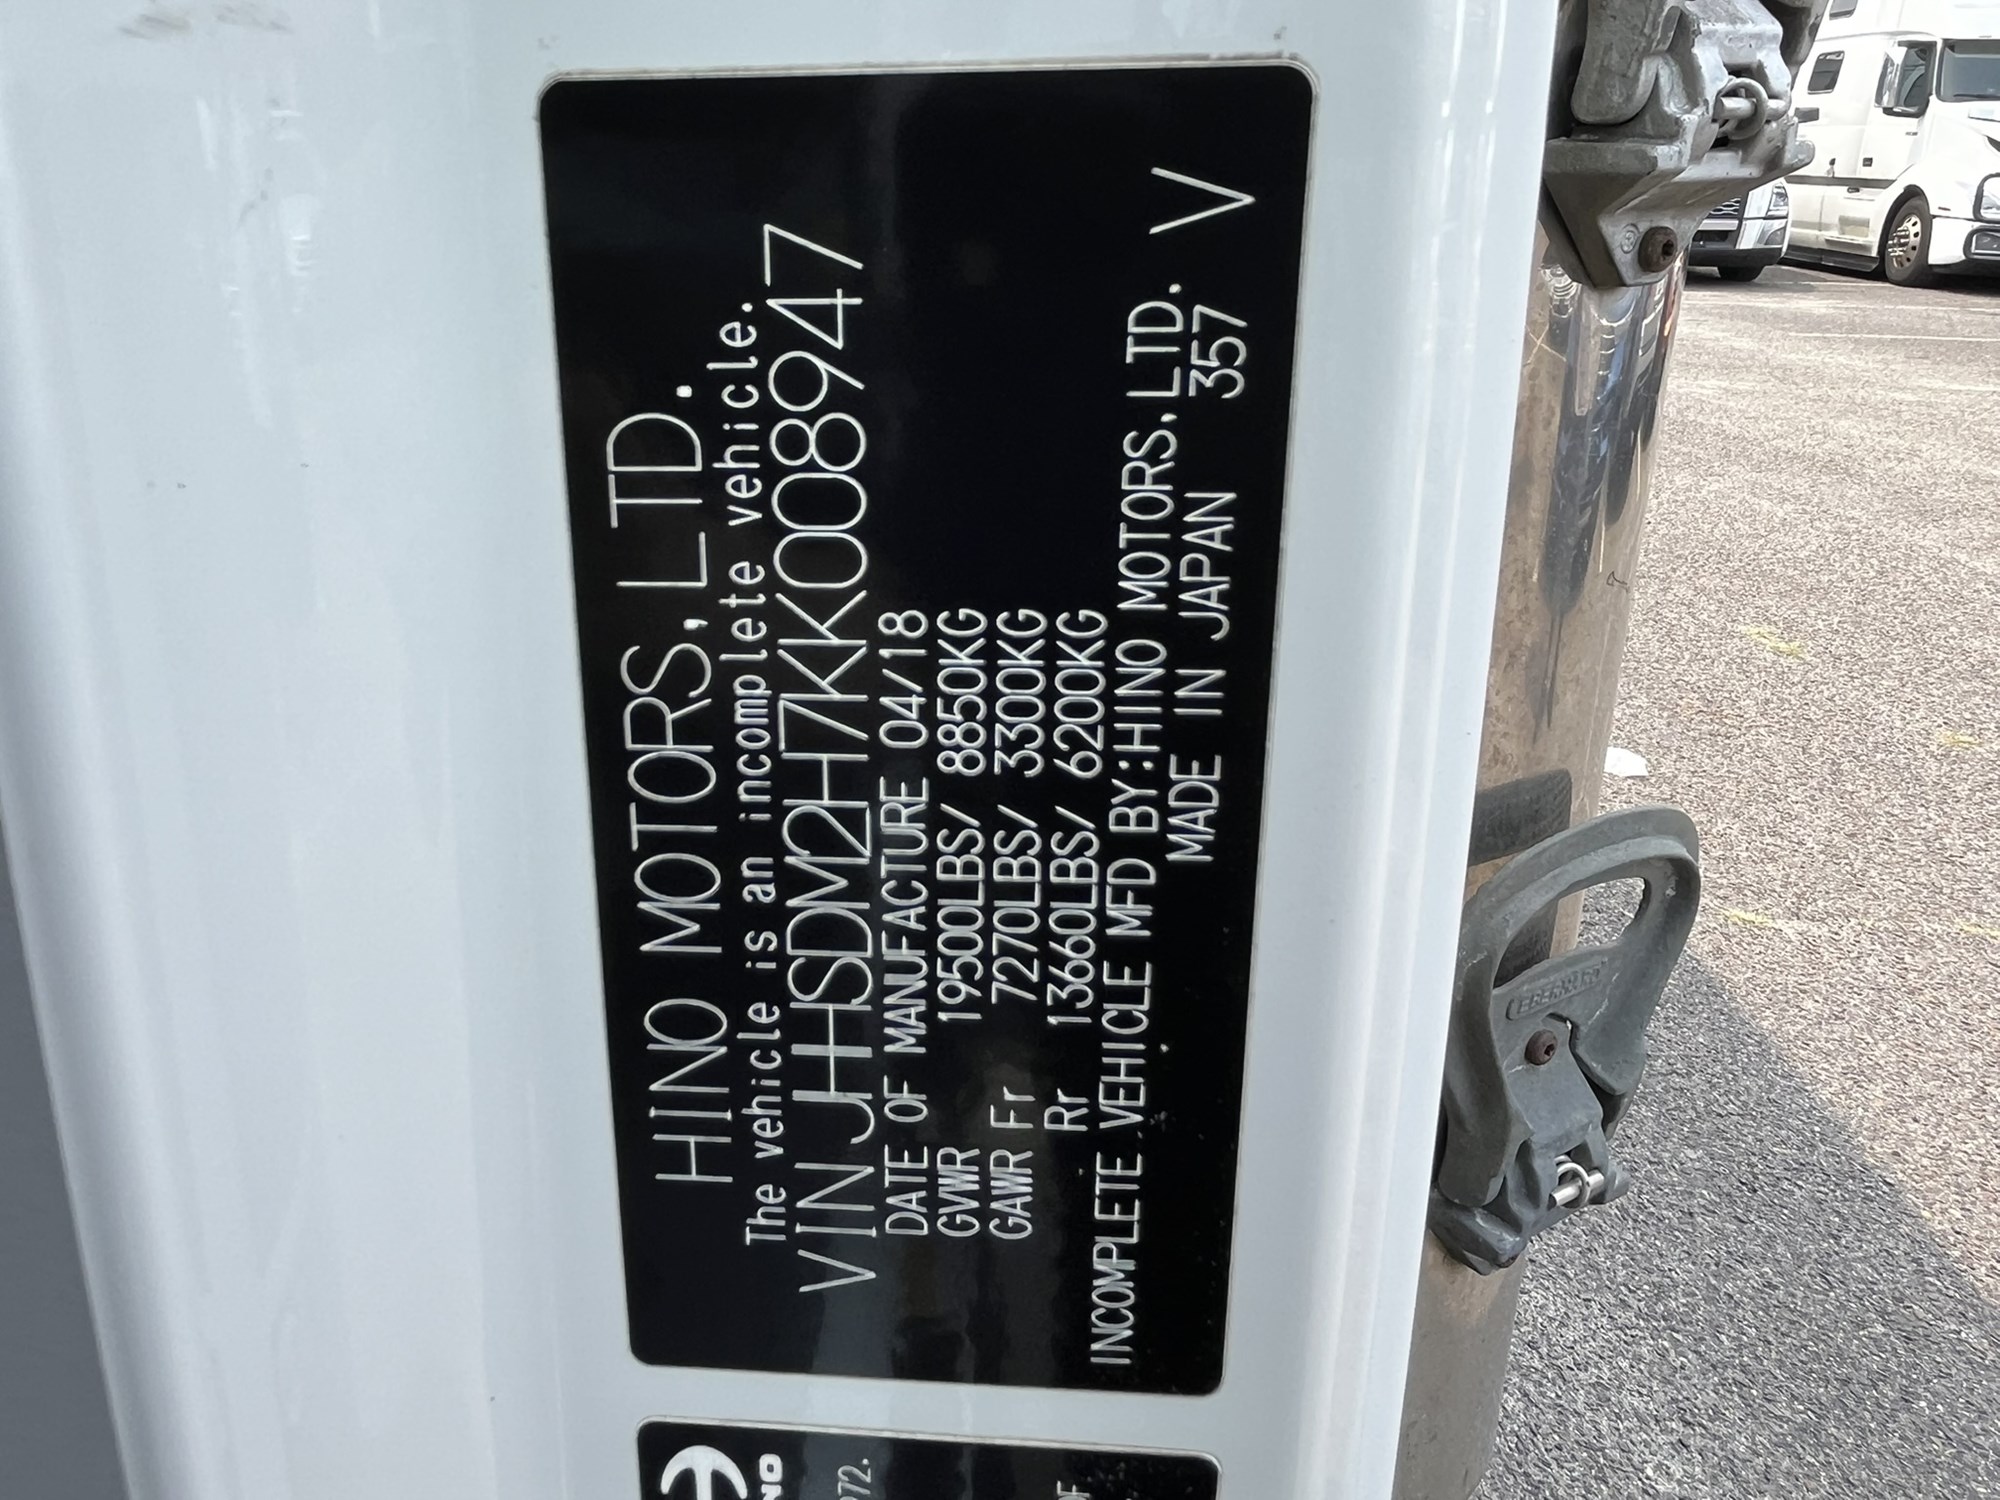 HINO MOTORS,LTD.
The vehicle is an incomplete vehicle.
VIN JHHSDM2H7KK008947
DATE OF MANUFACTURE 04/18
GVWR 19500LBS/ 8850KG
GAWR Fr 7270LBS/ 3300KG
Rr 13660LBS/ 6200KG
INCOMPLETE VEHICLE MFD BY:HINO MOTORS,LTD.
MADE IN JAPAN 357 V
EBERHARD